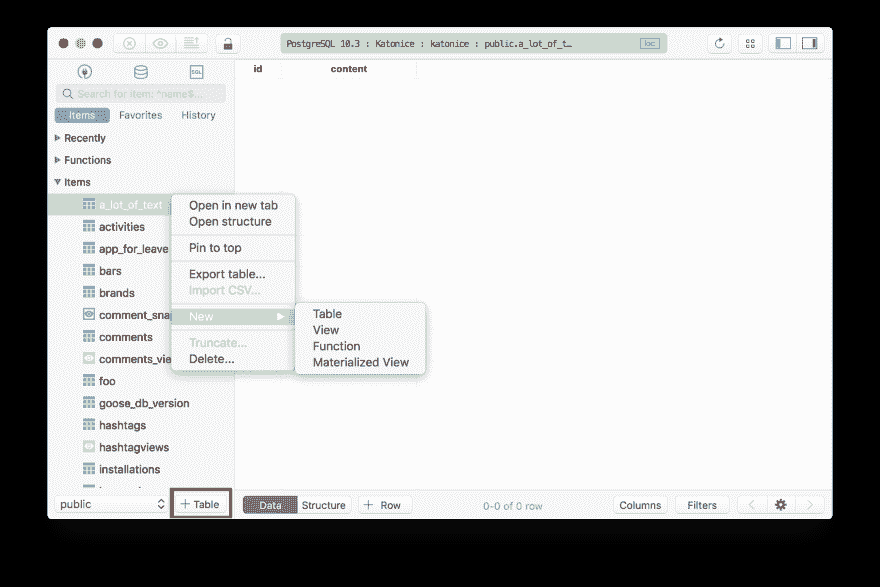 PostgreSQL 10.3 : Katonice : katonice : public.a_lot_of_t…
loc
SQL
Search for item: ^name$...
Items
Favorites
History
Recently
Functions
Items
a_lot_of_text
activities
app_for_leave
bars
brands
comment_sna
comments
comments_vie
foo
goose_db_version
hashtags
hashtagviews
installations
id content
Open in new tab
Open structure
Pin to top
Export table...
Import CSV...
New
Truncate...
Delete...
Table
View
Function
Materialized View
public
+ Table
Data
Structure
+ Row
0-0 of 0 row
Columns
Filters